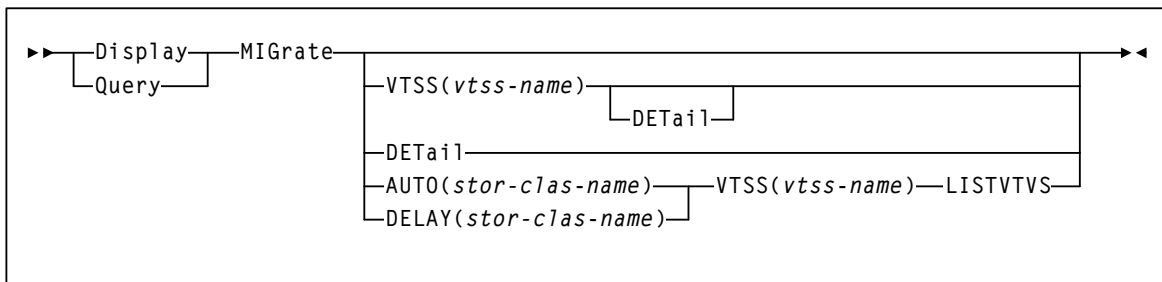 Display MIGrate
Query
VTSS(vtss-name)
DETail
DETail
AUTO(stor-clas-name) VTSS(vtss-name) LISTVTVS
DELAY(stor-clas-name)